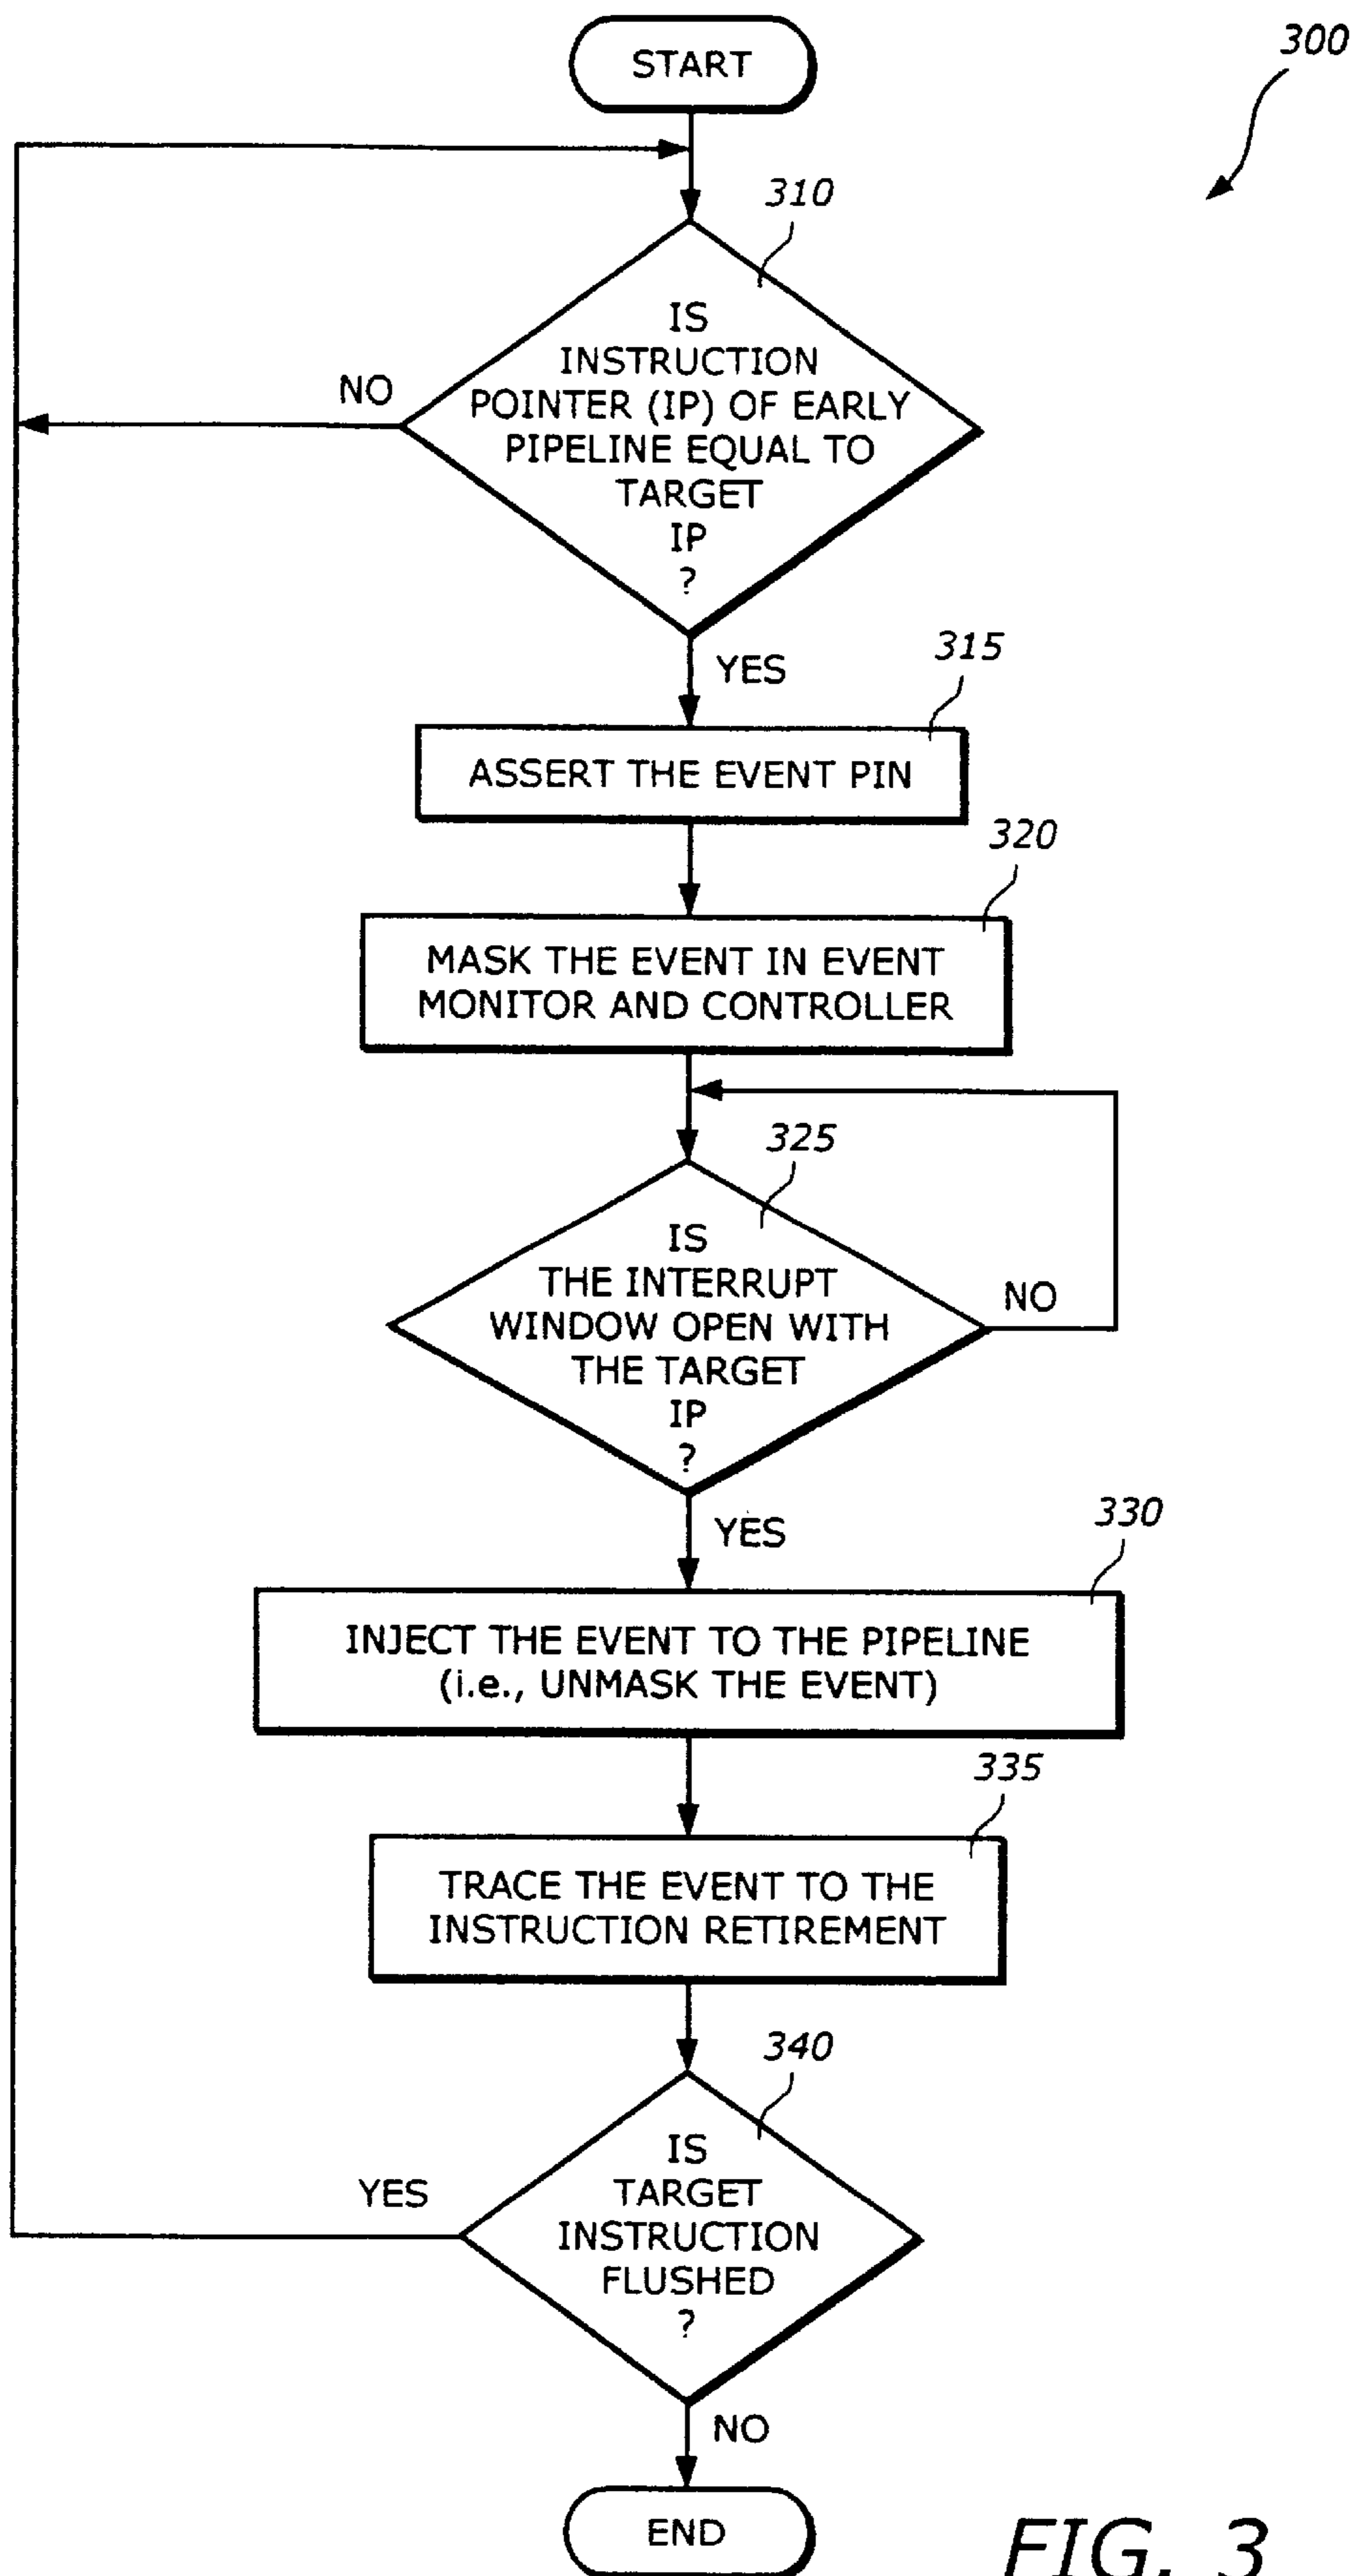 START
300
310
IS
INSTRUCTION
POINTER (IP) OF EARLY
PIPELINE EQUAL TO
TARGET
IP
?
NO
YES
315
ASSERT THE EVENT PIN
320
MASK THE EVENT IN EVENT
MONITOR AND CONTROLLER
325
IS
THE INTERRUPT
WINDOW OPEN WITH
THE TARGET
IP
?
NO
YES
330
INJECT THE EVENT TO THE PIPELINE
(i.e., UNMASK THE EVENT)
335
TRACE THE EVENT TO THE
INSTRUCTION RETIREMENT
340
IS
TARGET
INSTRUCTION
FLUSHED
?
YES
NO
END
FIG. 3